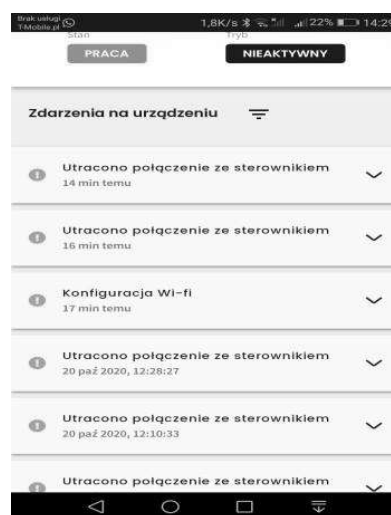 Brak usługi
T-Mobile.pl
1,8K/s 22% 14:29
Stan Tryb
PRACA NIEAKTYWNY
Zdarzenia na urządzeniu
Utracono połączenie ze sterownikiem
14 min temu
Utracono połączenie ze sterownikiem
16 min temu
Konfiguracja Wi-fi
17 min temu
Utracono połączenie ze sterownikiem
20 paź 2020, 12:28:27
Utracono połączenie ze sterownikiem
20 paź 2020, 12:10:33
Utracono połączenie ze sterownikiem